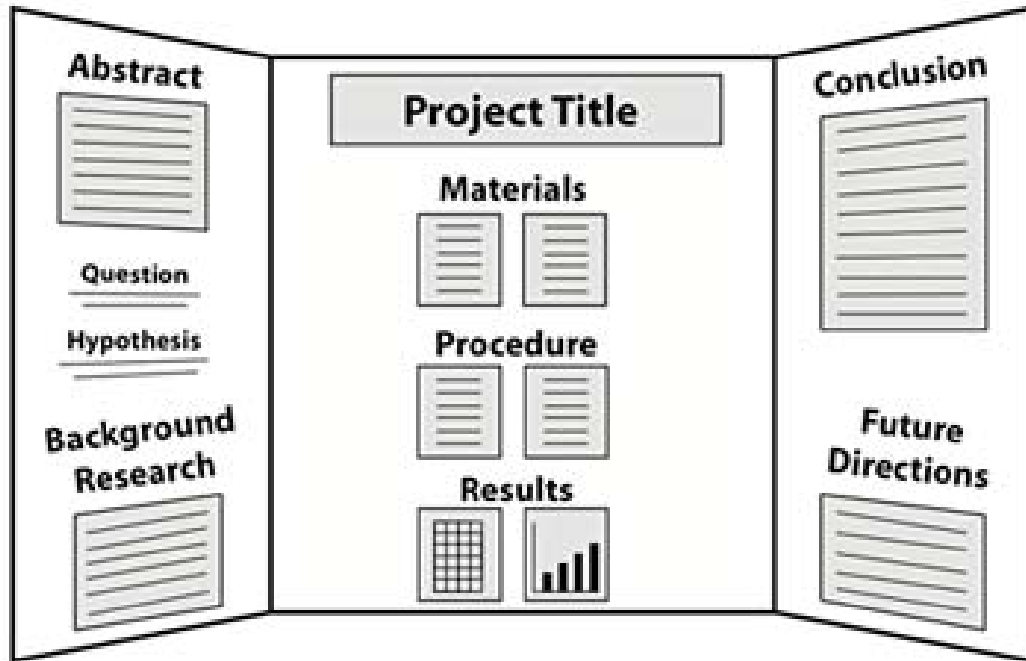 Abstract
Question
Hypothesis
Background
Research
Project Title
Materials
Procedure
Results
Conclusion
Future
Directions